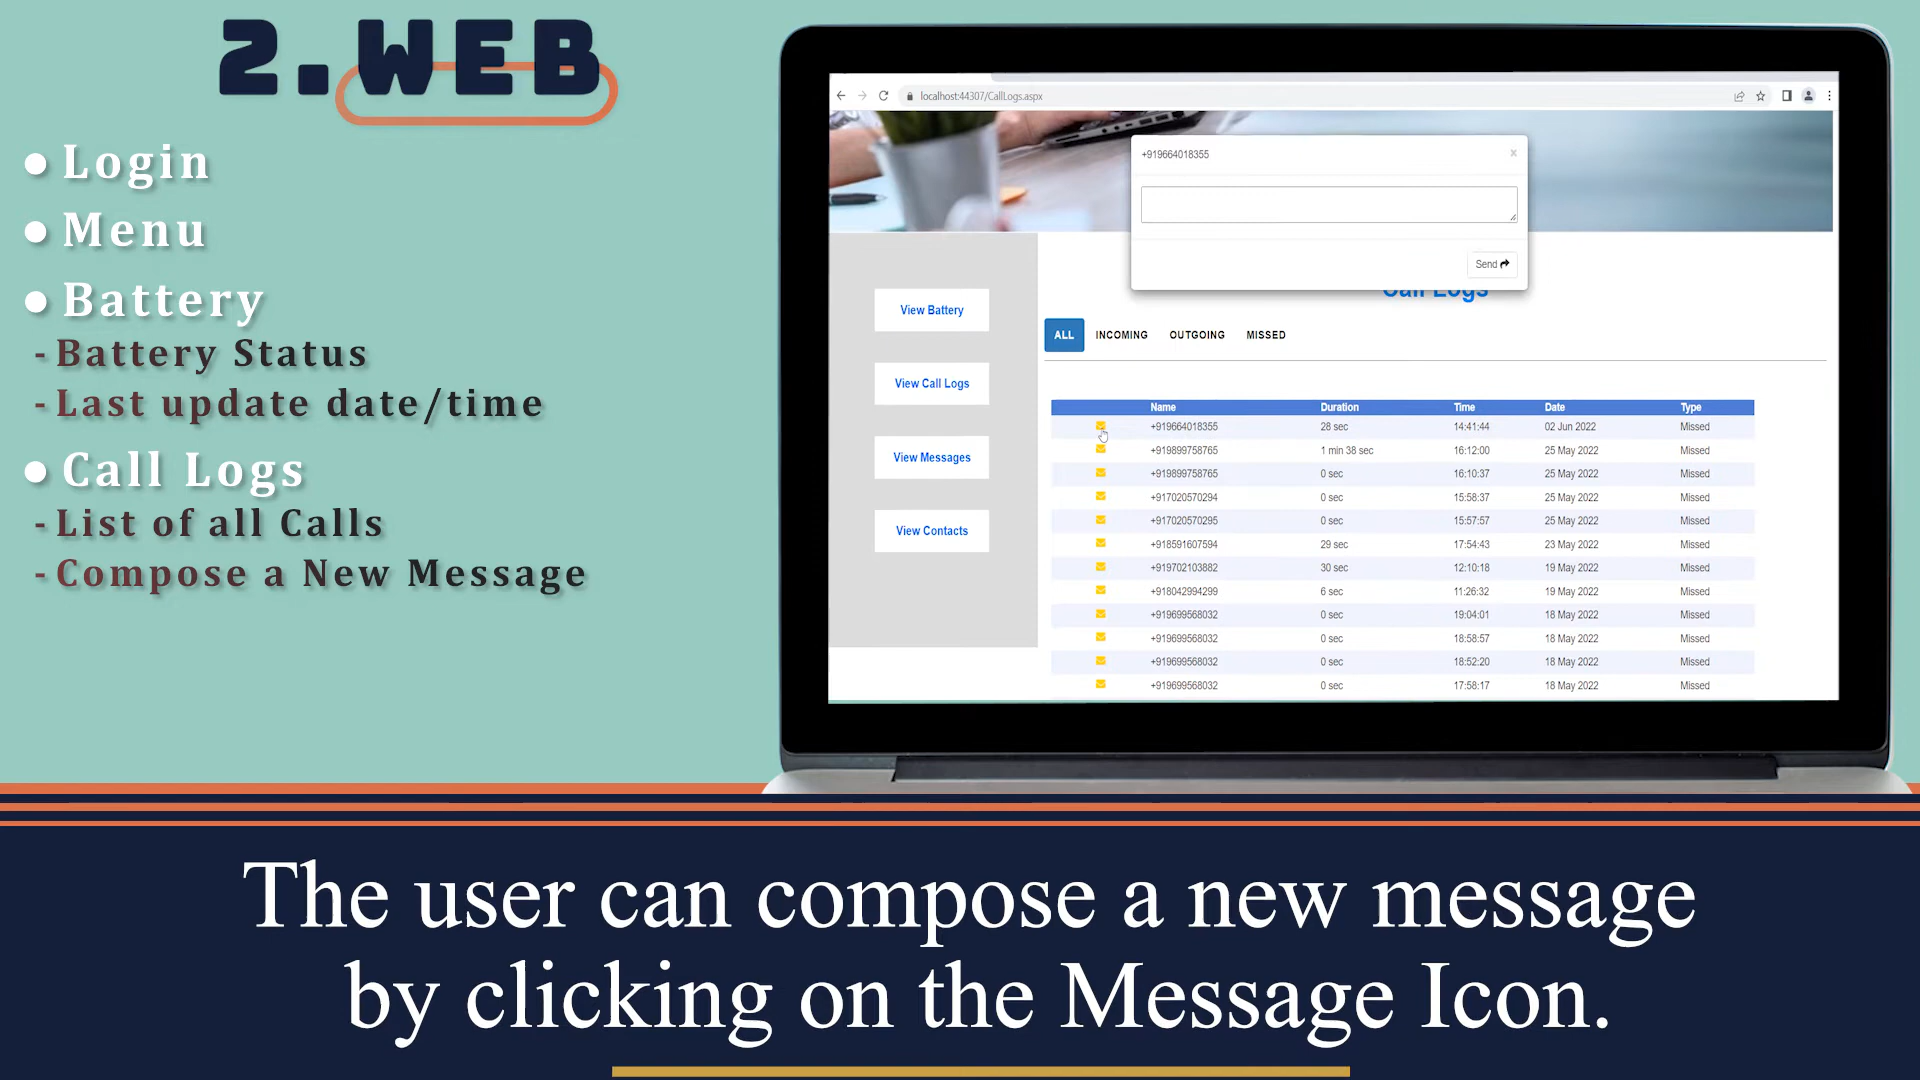 2.WEB
● Login
● Menu
● Battery
- Battery Status
- Last update date/time
● Call Logs
- List of all Calls
- Compose a New Message
localhost:44307/CallLogs.aspx
+919664018355 ×
Send
Call Logs
View Battery
View Call Logs
View Messages
View Contacts
ALL INCOMING OUTGOING MISSED
Name Duration Time Date Type
+919664018355 28 sec 14:41:44 02 Jun 2022 Missed
+919899758765 1 min 38 sec 16:12:00 25 May 2022 Missed
+919899758765 0 sec 16:10:37 25 May 2022 Missed
+917020570294 0 sec 15:58:37 25 May 2022 Missed
+917020570295 0 sec 15:57:57 25 May 2022 Missed
+918591607594 29 sec 17:54:43 23 May 2022 Missed
+919702103882 30 sec 12:10:18 19 May 2022 Missed
+918042994299 6 sec 11:26:32 19 May 2022 Missed
+919699568032 0 sec 19:04:01 18 May 2022 Missed
+919699568032 0 sec 18:58:57 18 May 2022 Missed
+919699568032 0 sec 18:52:20 18 May 2022 Missed
+919699568032 0 sec 17:58:17 18 May 2022 Missed
The user can compose a new message
by clicking on the Message Icon.